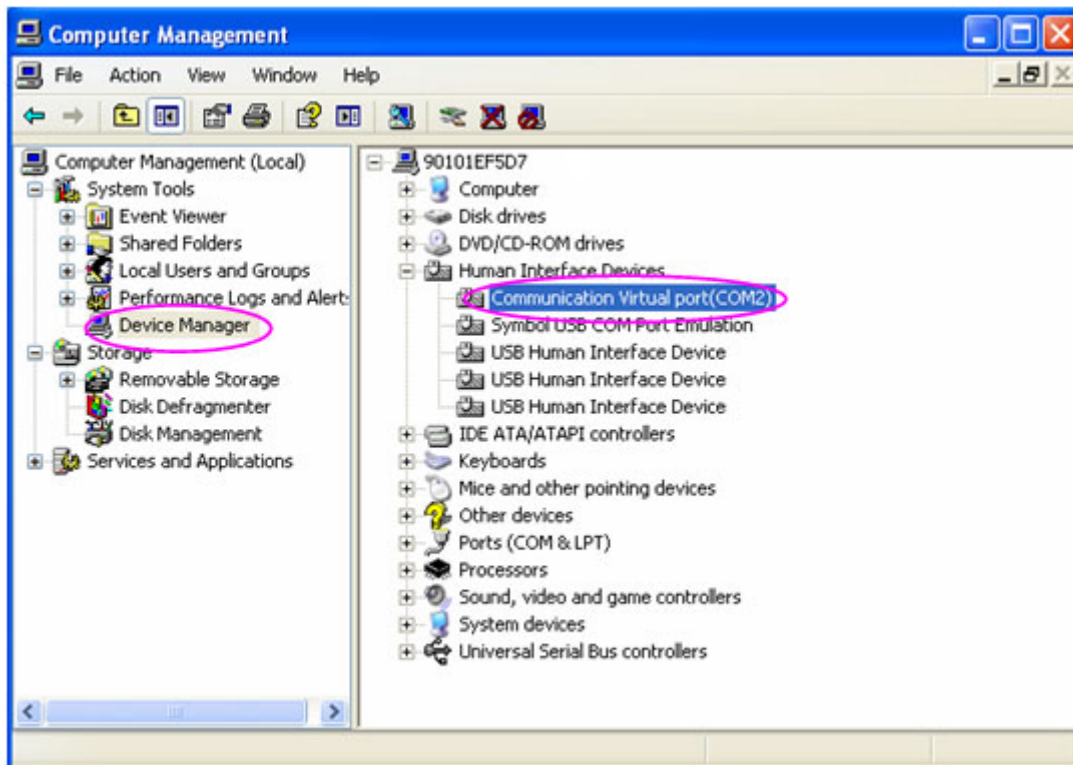 Computer Management
File Action View Window Help
Computer Management (Local)
System Tools
Event Viewer
Shared Folders
Local Users and Groups
Performance Logs and Alert
Device Manager
Storage
Removable Storage
Disk Defragmenter
Disk Management
Services and Applications
90101EF5D7
Computer
Disk drives
DVD/CD-ROM drives
Human Interface Devices
Communication Virtual port(COM2)
Symbol USB COM Port Emulation
USB Human Interface Device
USB Human Interface Device
USB Human Interface Device
IDE ATA/ATAPI controllers
Keyboards
Mice and other pointing devices
Other devices
Ports (COM & LPT)
Processors
Sound, video and game controllers
System devices
Universal Serial Bus controllers